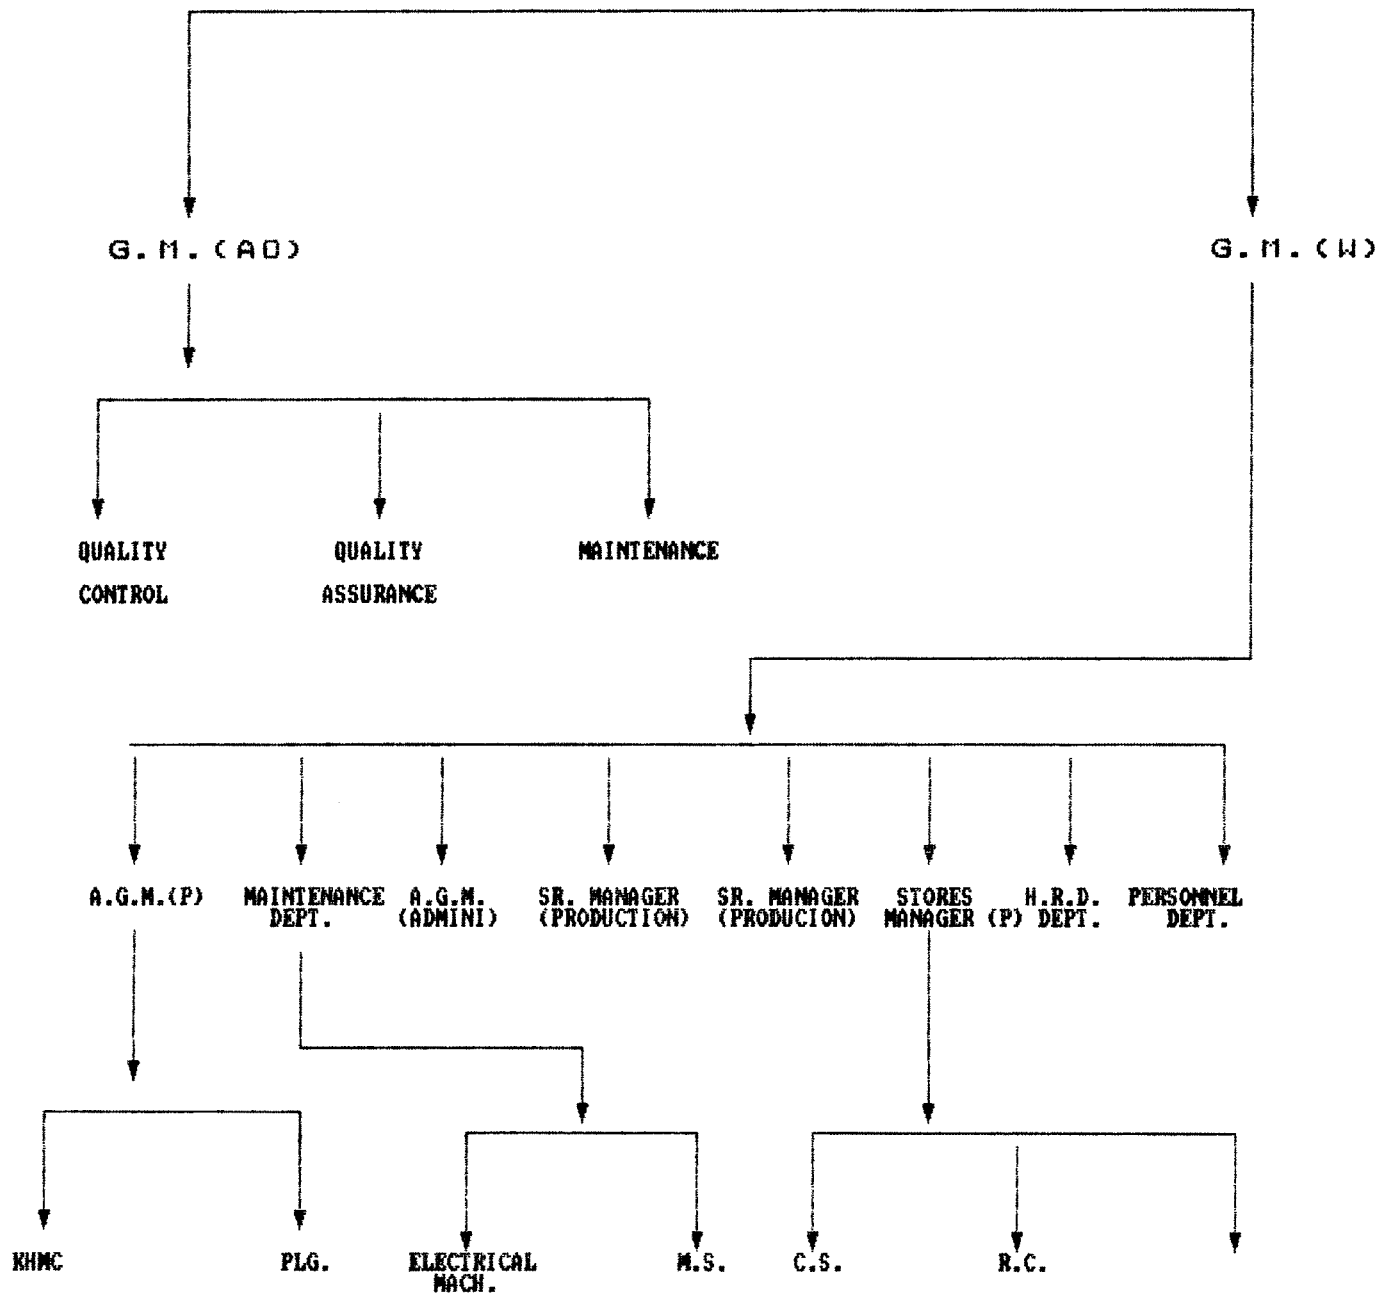 G.M.(AO)
G.M.(W)
QUALITY
CONTROL
QUALITY
ASSURANCE
MAINTENANCE
A.G.M.(P)
MAINTENANCE
DEPT.
A.G.M.
(ADMINI)
SR. MANAGER
(PRODUCTION)
SR. MANAGER
(PRODUCION)
STORES
MANAGER (P)
H.R.D.
DEPT.
PERSONNEL
DEPT.
KHMC
PLG.
ELECTRICAL
MACH.
M.S.
C.S.
R.C.